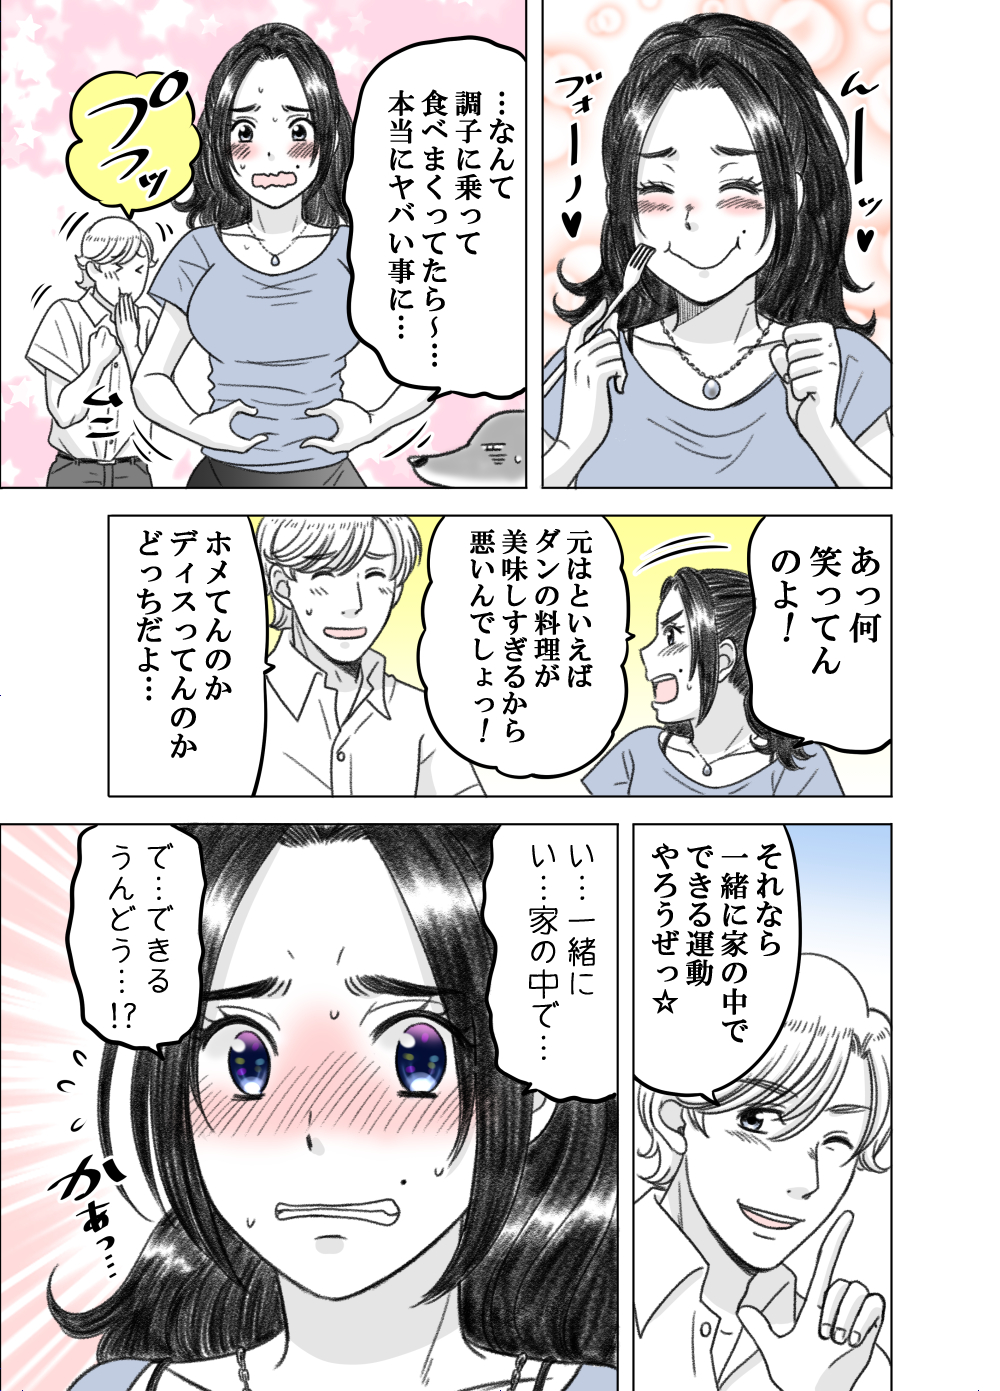 んーッ♥
ブォーノ♥
…なんて
調子に乗って
食べまくってたら〜…
本当にヤバい事に…
プフッ
ムニ
あっ何
笑ってん
のよ！
元はといえば
ダンの料理が
美味しすぎるから
悪いんでしょっ！
ホメてんのか
ディスってんのか
どっちだよ…
それなら
一緒に家の中で
できる運動
やろうぜっ☆
い…一緒に
い…家の中で…
で…できる
うんどう…!?
かぁっ…